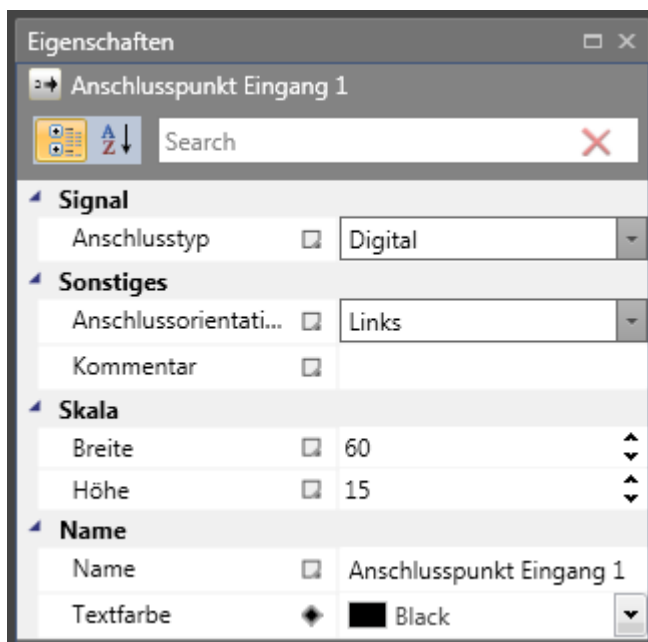 Eigenschaften
Anschlusspunkt Eingang 1
A
Z
Search
Signal
Anschlusstyp Digital
Sonstiges
Anschlussorientati... Links
Kommentar
Skala
Breite 60
Höhe 15
Name
Name Anschlusspunkt Eingang 1
Textfarbe Black